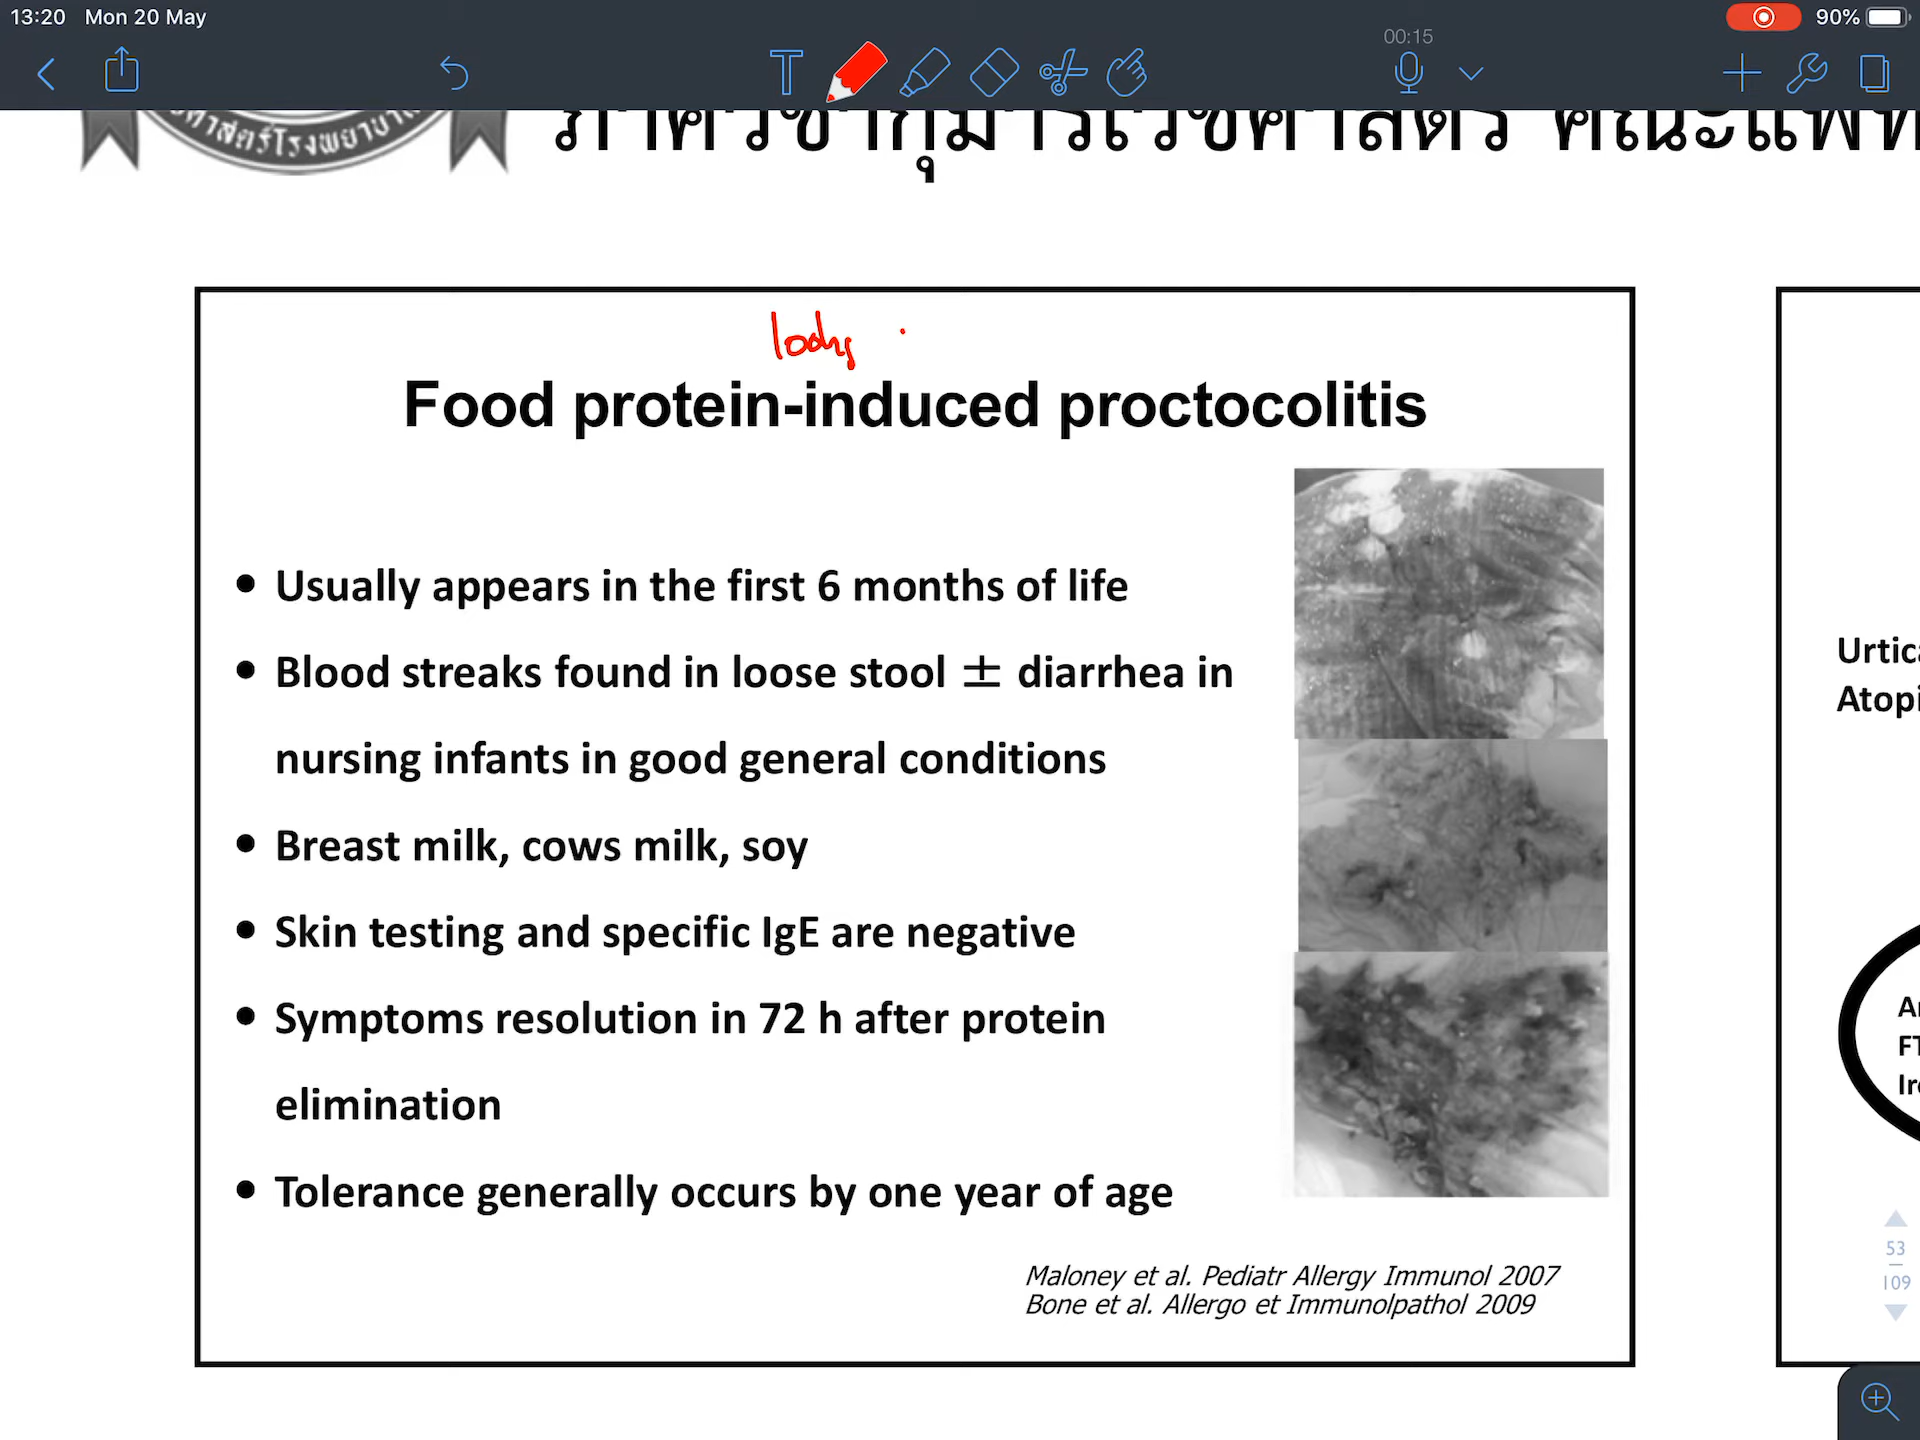 13:20 Mon 20 May
90%
00:15
ภาควิชากุมารเวชศาสตร์ คณะแพท
Food protein-induced proctocolitis
• Usually appears in the first 6 months of life
• Blood streaks found in loose stool ± diarrhea in
nursing infants in good general conditions
• Breast milk, cows milk, soy
• Skin testing and specific IgE are negative
• Symptoms resolution in 72 h after protein
elimination
• Tolerance generally occurs by one year of age
Maloney et al. Pediatr Allergy Immunol 2007
Bone et al. Allergo et Immunolpathol 2009
Urtic
Atopi
FT
Ir
53
109